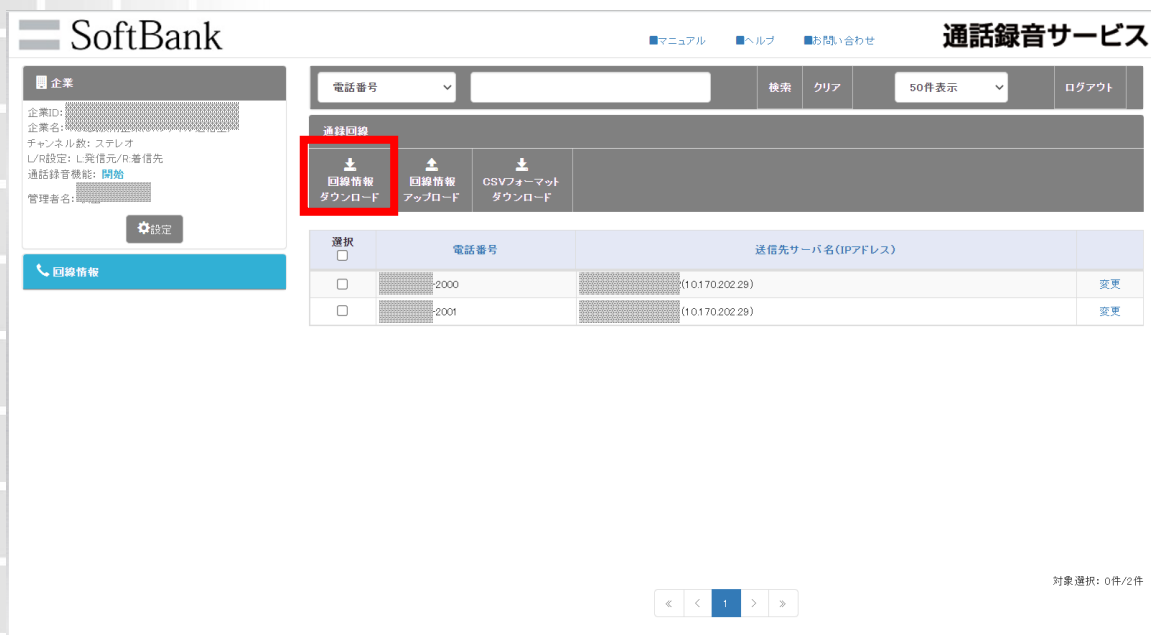 SoftBank
■マニュアル ■ヘルプ ■お問い合わせ
通話録音サービス
企業
企業ID:
企業名:
チャンネル数: ステレオ
L/R設定: L:発信元/R:着信先
通話録音機能: 開始
管理者名:
設定
回線情報
電話番号
検索 クリア 50件表示 ログアウト
通録回線
回線情報
ダウンロード
回線情報
アップロード
CSVフォーマット
ダウンロード
選択 電話番号 送信先サーバ名(IPアドレス)
-2000 (10.170.202.29) 変更
-2001 (10.170.202.29) 変更
対象選択: 0件/2件
« < 1 > »